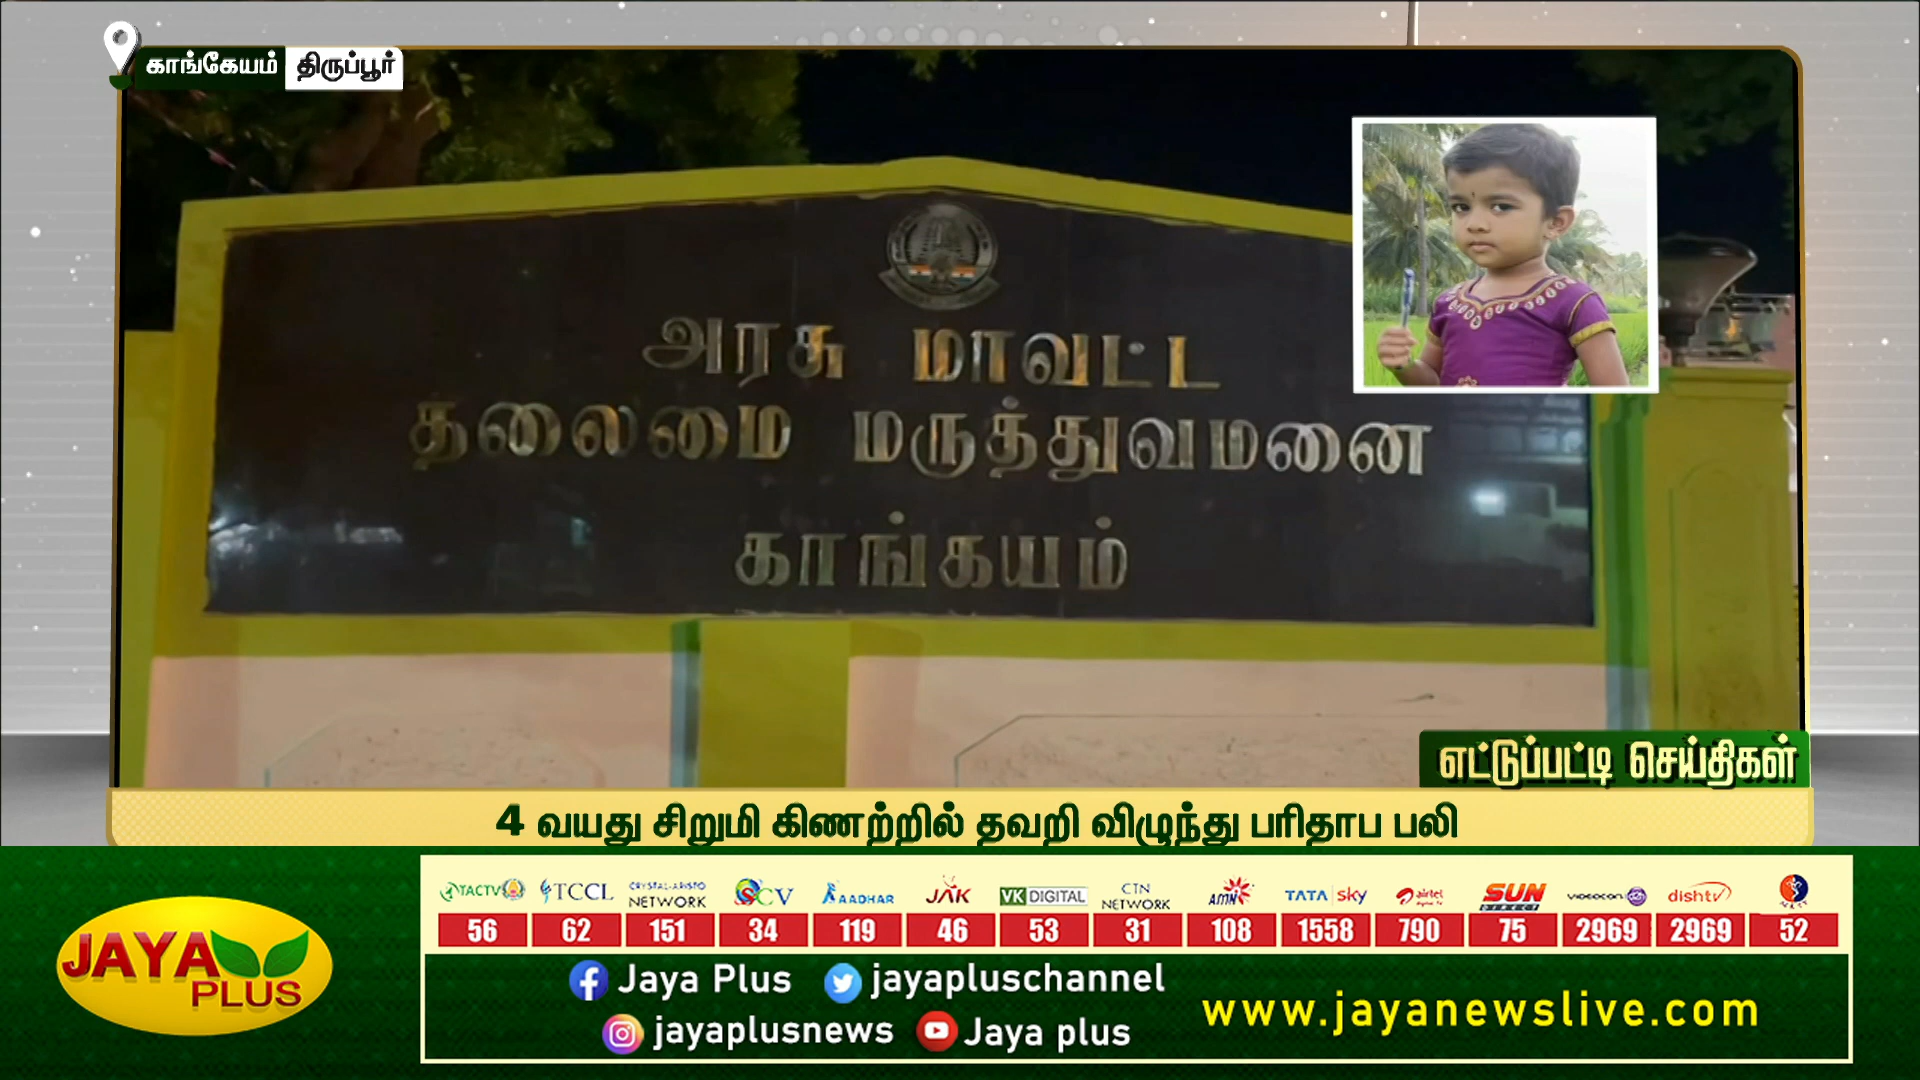 காங்கேயம் திருப்பூர்
அரசு மாவட்ட
தலைமை மருத்துவமனை
காங்கயம்
எட்டுப்பட்டி செய்திகள்
4 வயது சிறுமி கிணற்றில் தவறி விழுந்து பரிதாப பலி
TACTV TCCL CRYSTAL-ARISTO NETWORK SCV AADHAR JAK VK DIGITAL CTN NETWORK AMN TATA sky airtel SUN DIRECT VIDEOCON dishtv
56 62 151 34 119 46 53 31 108 1558 790 75 2969 2969 52
JAYA PLUS
Jaya Plus jayapluschannel
www.jayanewslive.com
jayaplusnews Jaya plus